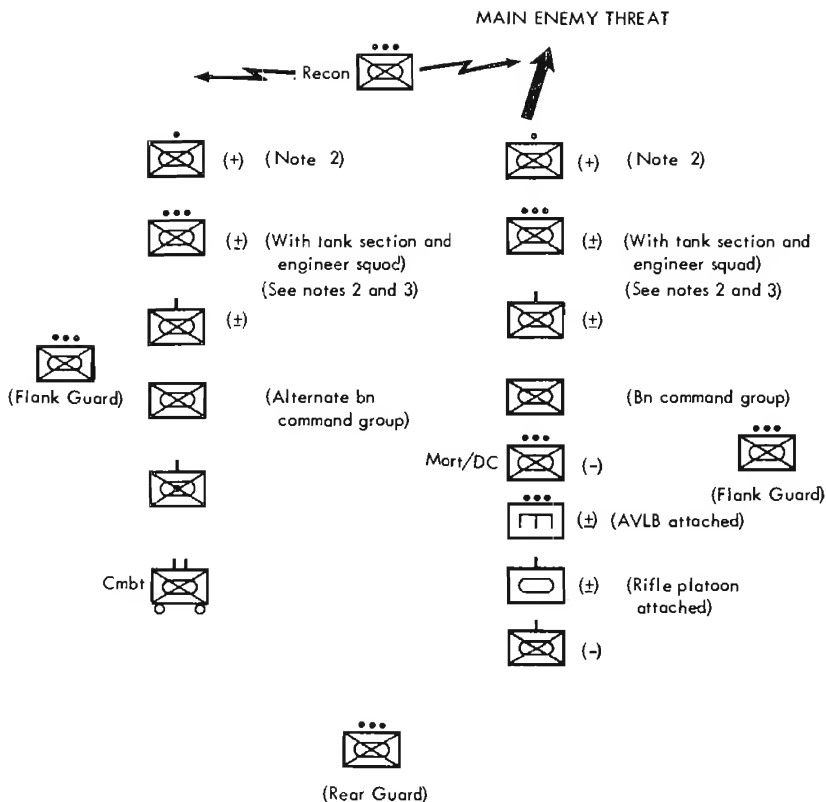 MAIN ENEMY THREAT
Recon
(+) (Note 2)
(+) (Note 2)
(±) (With tank section and
engineer squod)
(See notes 2 and 3)
(±) (With tank section and
engineer squad)
(See notes 2 and 3)
(±)
(±)
(Flank Guard)
(Alternate bn
command group)
(Bn command group)
Mort/DC
(-)
(Flank Guard)
(±) (AVLB attached)
Cmbt
(±) (Rifle platoon
attached)
(-)
(Rear Guard)